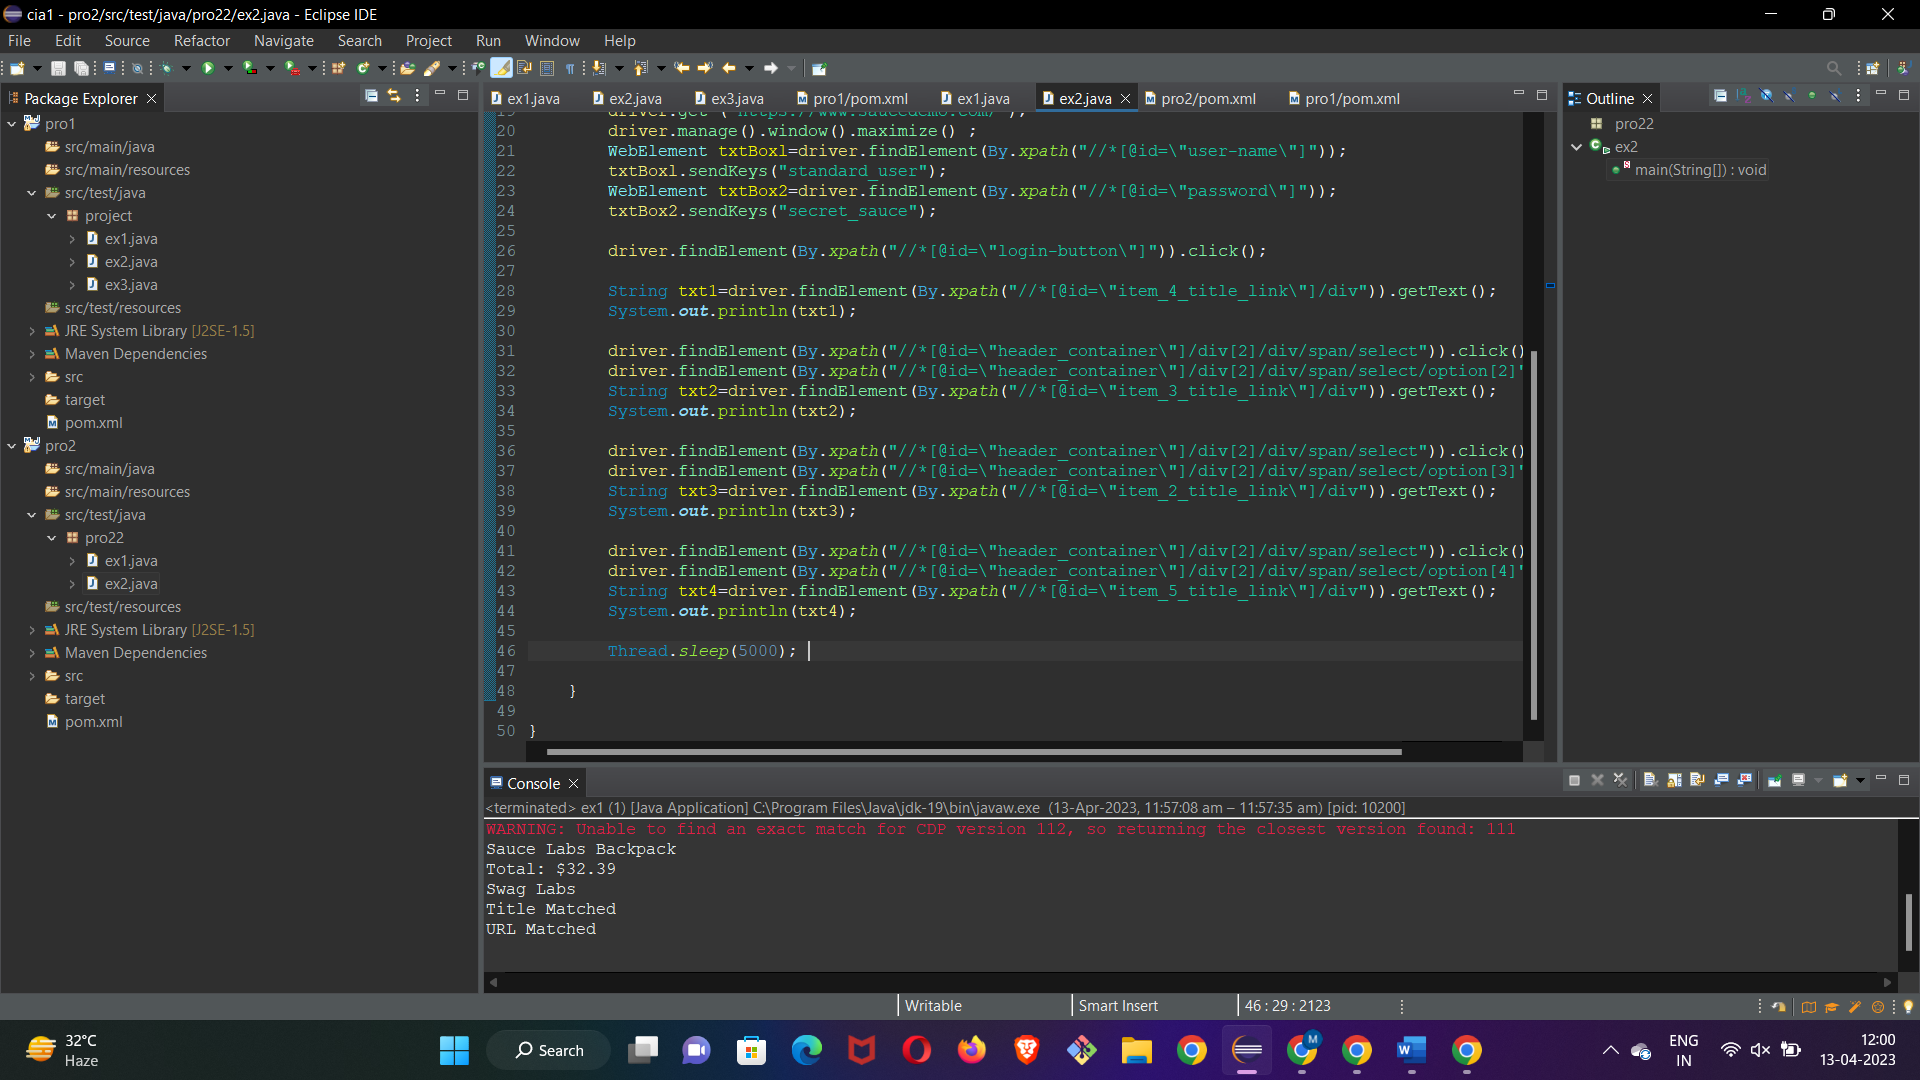 cia1 - pro2/src/test/java/pro22/ex2.java - Eclipse IDE
File Edit Source Refactor Navigate Search Project Run Window Help
Package Explorer
pro1
src/main/java
src/main/resources
src/test/java
project
ex1.java
ex2.java
ex3.java
src/test/resources
JRE System Library [J2SE-1.5]
Maven Dependencies
src
target
pom.xml
pro2
src/main/java
src/main/resources
src/test/java
pro22
ex1.java
ex2.java
src/test/resources
JRE System Library [J2SE-1.5]
Maven Dependencies
src
target
pom.xml
ex1.java ex2.java ex3.java pro1/pom.xml ex1.java ex2.java pro2/pom.xml pro1/pom.xml
19 driver.get ("https://www.saucedemo.com/");
20 driver.manage().window().maximize() ;
21 WebElement txtBox1=driver.findElement(By.xpath("//*[@id=\"user-name\"]"));
22 txtBox1.sendKeys("standard_user");
23 WebElement txtBox2=driver.findElement(By.xpath("//*[@id=\"password\"]"));
24 txtBox2.sendKeys("secret_sauce");
25
26 driver.findElement(By.xpath("//*[@id=\"login-button\"]")).click();
27
28 String txt1=driver.findElement(By.xpath("//*[@id=\"item_4_title_link\"]/div")).getText();
29 System.out.println(txt1);
30
31 driver.findElement(By.xpath("//*[@id=\"header_container\"]/div[2]/div/span/select")).click()
32 driver.findElement(By.xpath("//*[@id=\"header_container\"]/div[2]/div/span/select/option[2]"
33 String txt2=driver.findElement(By.xpath("//*[@id=\"item_3_title_link\"]/div")).getText();
34 System.out.println(txt2);
35
36 driver.findElement(By.xpath("//*[@id=\"header_container\"]/div[2]/div/span/select")).click()
37 driver.findElement(By.xpath("//*[@id=\"header_container\"]/div[2]/div/span/select/option[3]"
38 String txt3=driver.findElement(By.xpath("//*[@id=\"item_2_title_link\"]/div")).getText();
39 System.out.println(txt3);
40
41 driver.findElement(By.xpath("//*[@id=\"header_container\"]/div[2]/div/span/select")).click()
42 driver.findElement(By.xpath("//*[@id=\"header_container\"]/div[2]/div/span/select/option[4]"
43 String txt4=driver.findElement(By.xpath("//*[@id=\"item_5_title_link\"]/div")).getText();
44 System.out.println(txt4);
45
46 Thread.sleep(5000);
47
48 }
49
50 }
Outline
pro22
ex2
main(String[]) : void
Console
<terminated> ex1 (1) [Java Application] C:\Program Files\Java\jdk-19\bin\javaw.exe (13-Apr-2023, 11:57:08 am – 11:57:35 am) [pid: 10200]
WARNING: Unable to find an exact match for CDP version 112, so returning the closest version found: 111
Sauce Labs Backpack
Total: $32.39
Swag Labs
Title Matched
URL Matched
Writable Smart Insert 46 : 29 : 2123
32°C
Haze
Search
ENG
IN
12:00
13-04-2023